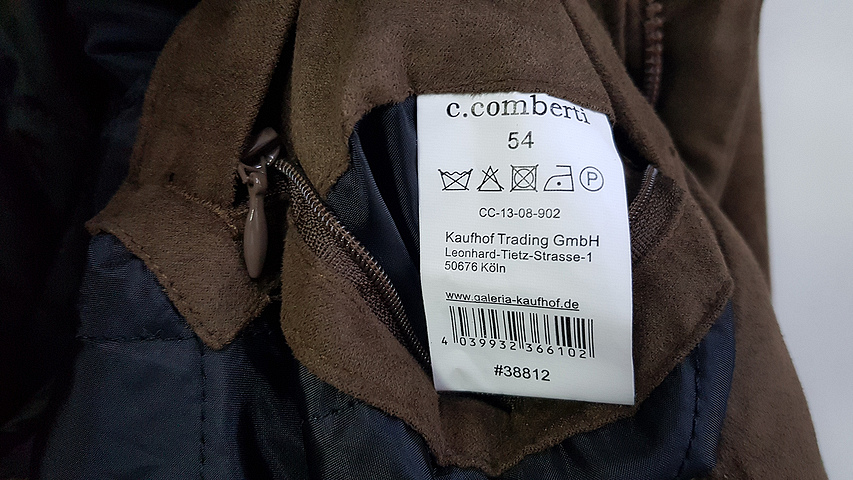 c.comberti
54
P
CC-13-08-902
Kaufhof Trading GmbH
Leonhard-Tietz-Strasse-1
50676 Köln
www.galeria-kaufhof.de
4 039932 366102
#38812